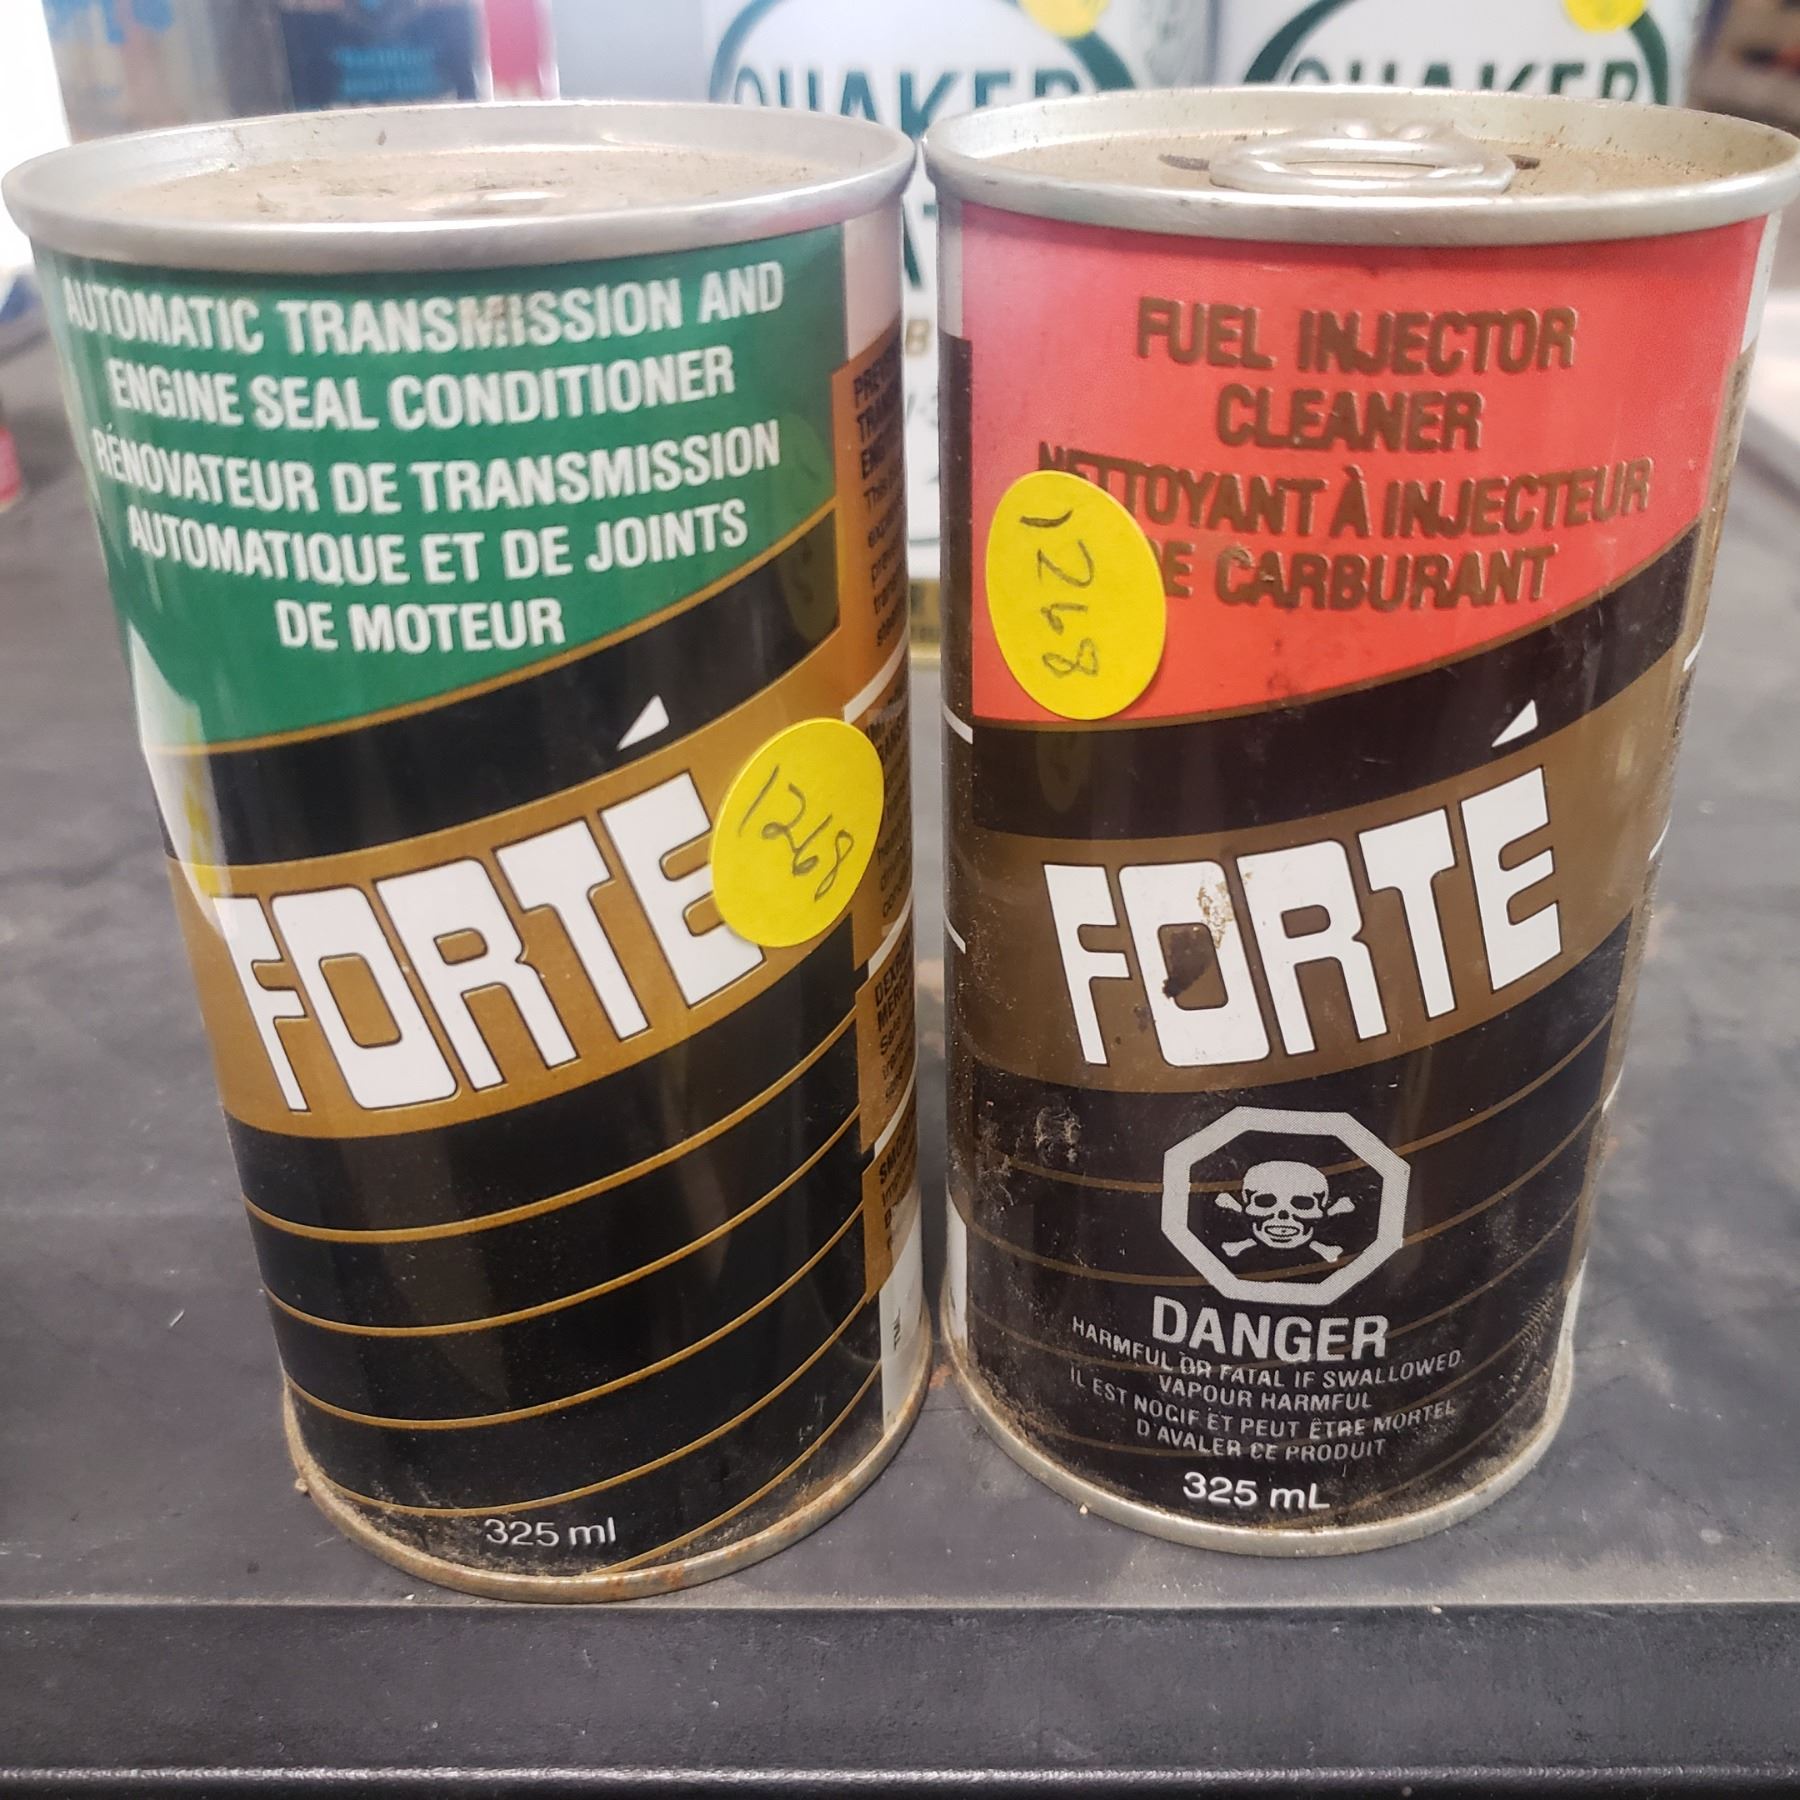 QUAKER
QUAKER
AUTOMATIC TRANSMISSION AND
ENGINE SEAL CONDITIONER
RÉNOVATEUR DE TRANSMISSION
AUTOMATIQUE ET DE JOINTS
DE MOTEUR
FORTÉ
1268
325 ml
FUEL INJECTOR
CLEANER
NETTOYANT À INJECTEUR
DE CARBURANT
1268
FORTÉ
DANGER
HARMFUL OR FATAL IF SWALLOWED
VAPOUR HARMFUL
IL EST NOCIF ET PEUT ÊTRE MORTEL
D'AVALER CE PRODUIT
325 mL